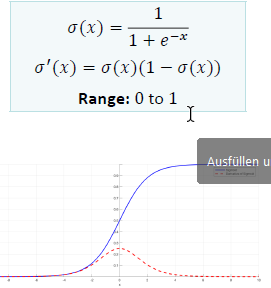 σ(x) = 1 / (1 + e^−x)
σ′(x) = σ(x)(1 − σ(x))
Range: 0 to 1
Ausfüllen u